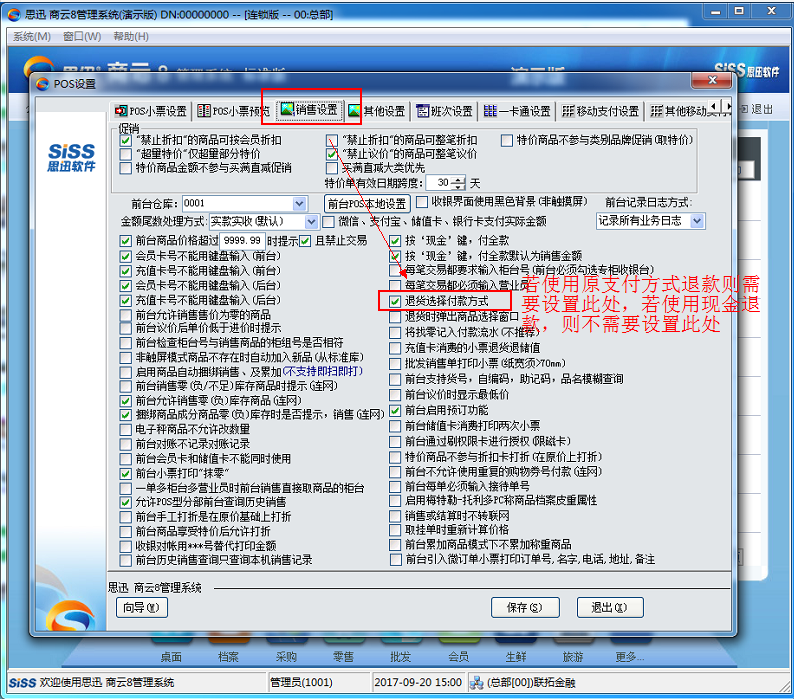 思迅 商云8管理系统(演示版) DN:00000000 -- [连锁版 -- 00:总部]
系统(M) 窗口(W) 帮助(H)
SiSS 思迅软件
POS设置
POS小票设置 POS小票预览 销售设置 其他设置 班次设置 一卡通设置 移动支付设置 其他移动支
退出
SiSS
思迅软件
促销
"禁止折扣"的商品可按会员折扣 "禁止折扣"的商品可整笔折扣 特价商品不参与类别品牌促销(取特价)
"超量特价"仅超量部分特价 "禁止议价"的商品可整笔议价
特价商品金额不参与买满直减促销 买满直减大类优先
特价单有效日期跨度: 30 天
前台仓库: 0001 前台POS本地设置 收银界面使用黑色背景(非触摸屏) 前台记录日志方式:
金额尾数处理方式: 实款实收(默认) 微信、支付宝、储值卡、银行卡支付实际金额 记录所有业务日志
前台商品价格超过 9999.99 时提示 且禁止交易
会员卡号不能用键盘输入(前台)
充值卡号不能用键盘输入(前台)
会员卡号不能用键盘输入(后台)
充值卡号不能用键盘输入(后台)
前台允许销售售价为零的商品
前台议价后单价低于进价时提示
前台检查柜台号与销售商品的柜组号是否相符
非触屏模式商品不存在时自动加入新品(从标准库)
启用商品自动捆绑销售、及累加(不支持即扫即打)
前台销售零(负/不足)库存商品时提示(连网)
前台允许销售零(负)库存商品(连网)
捆绑商品成分商品零(负)库存时是否提示,销售(连网)
电子秤商品不允许改数量
前台对账不记录对账记录
前台会员卡和储值卡不能同时使用
前台小票打印"抹零"
一单多柜台多营业员时前台销售直接取商品的柜台
允许POS型分部前台查询历史销售
前台手工打折是在原价基础上打折
前台商品享受特价后允许打折
收银对帐用***号替代打印金额
前台历史销售查询只查询本机销售记录
按‘现金’键,付全款
按‘现金’键,付全款默认为销售金额
每笔交易都要求输入柜台号(前台必须勾选专柜收银台)
每笔交易都必须输入营业员
退货选择付款方式
退货时弹出商品选择窗口
将找零记入付款流水(不推荐)
充值卡消费的小票退货退储值
批发销售单打印小票(纸宽须>70mm)
前台支持货号,自编码,助记码,品名模糊查询
前台议价时显示最低价
前台启用预订功能
前台储值卡消费打印两次小票
前台通过刷权限卡进行授权(限磁卡)
特价商品不参与折扣卡打折(在原价上打折)
前台不允许使用重复的购物劵号付款(连网)
前台每单必须输入接待单号
启用梅特勒-托利多PC称商品档案皮重属性
销售或结算时不转联网
取挂单时重新计算价格
前台累加商品模式下不累加称重商品
前台引入微订单小票打印订单号,名字,电话,地址,备注
若使用原支付方式退款则需
要设置此处,若使用现金退
款,则不需要设置此处
思迅 商云8管理系统
向导(W) 保存(S) 退出(X)
桌面 档案 采购 零售 批发 会员 生鲜 旅游 更多...
SiSS 欢迎使用思迅 商云8管理系统 管理员(1001) 2017-09-20 15:00 (总部[00])联拓金融